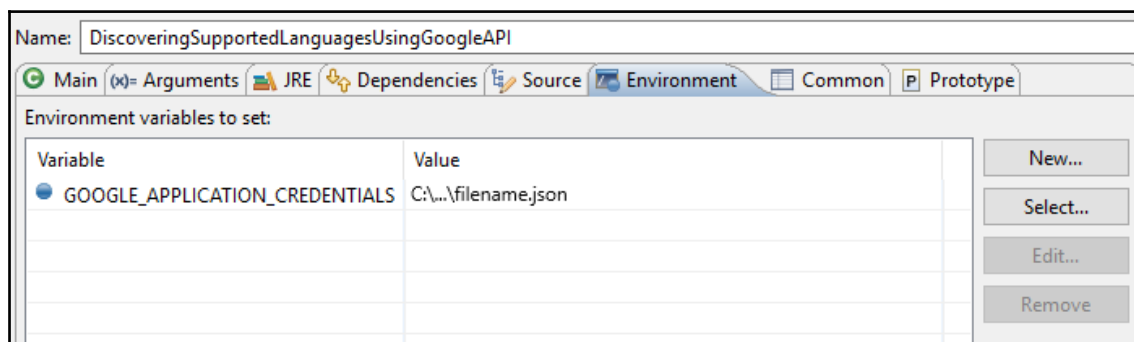 Name: DiscoveringSupportedLanguagesUsingGoogleAPI
Main (x)= Arguments JRE Dependencies Source Environment Common P Prototype
Environment variables to set:
Variable Value New...
GOOGLE_APPLICATION_CREDENTIALS C:\...\filename.json
Select...
Edit...
Remove